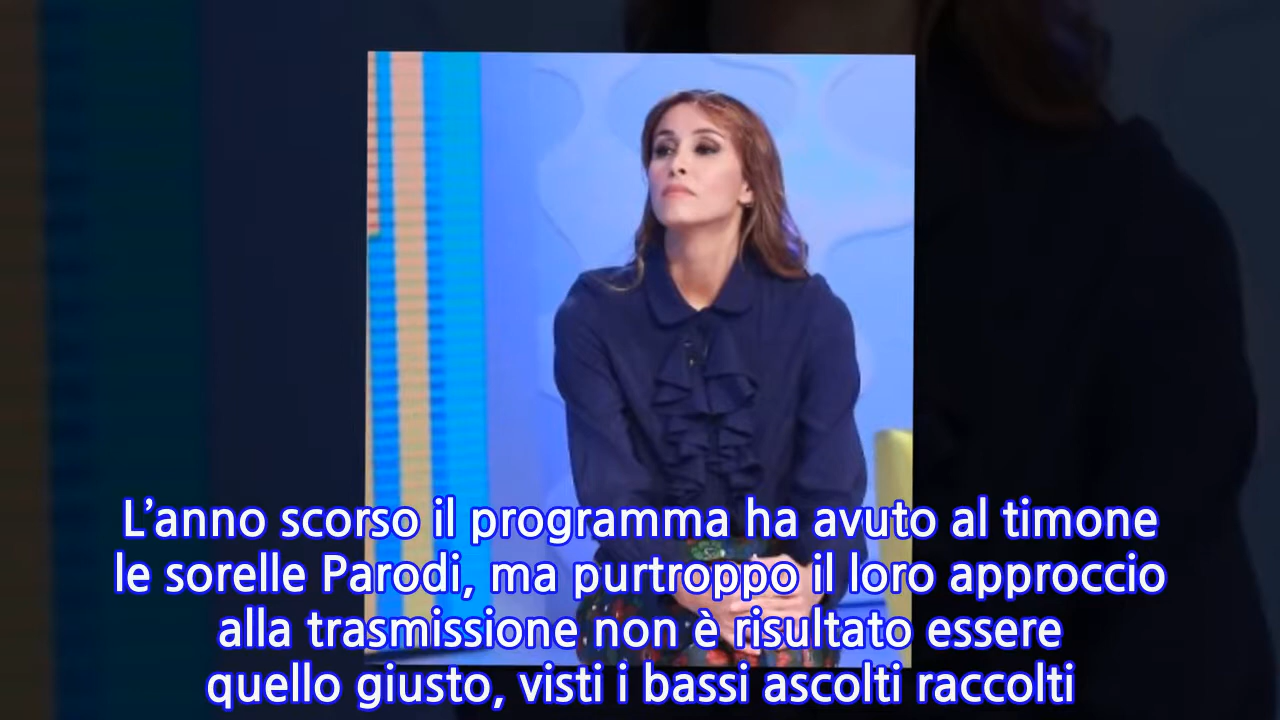 L’anno scorso il programma ha avuto al timone
le sorelle Parodi, ma purtroppo il loro approccio
alla trasmissione non è risultato essere
quello giusto, visti i bassi ascolti raccolti